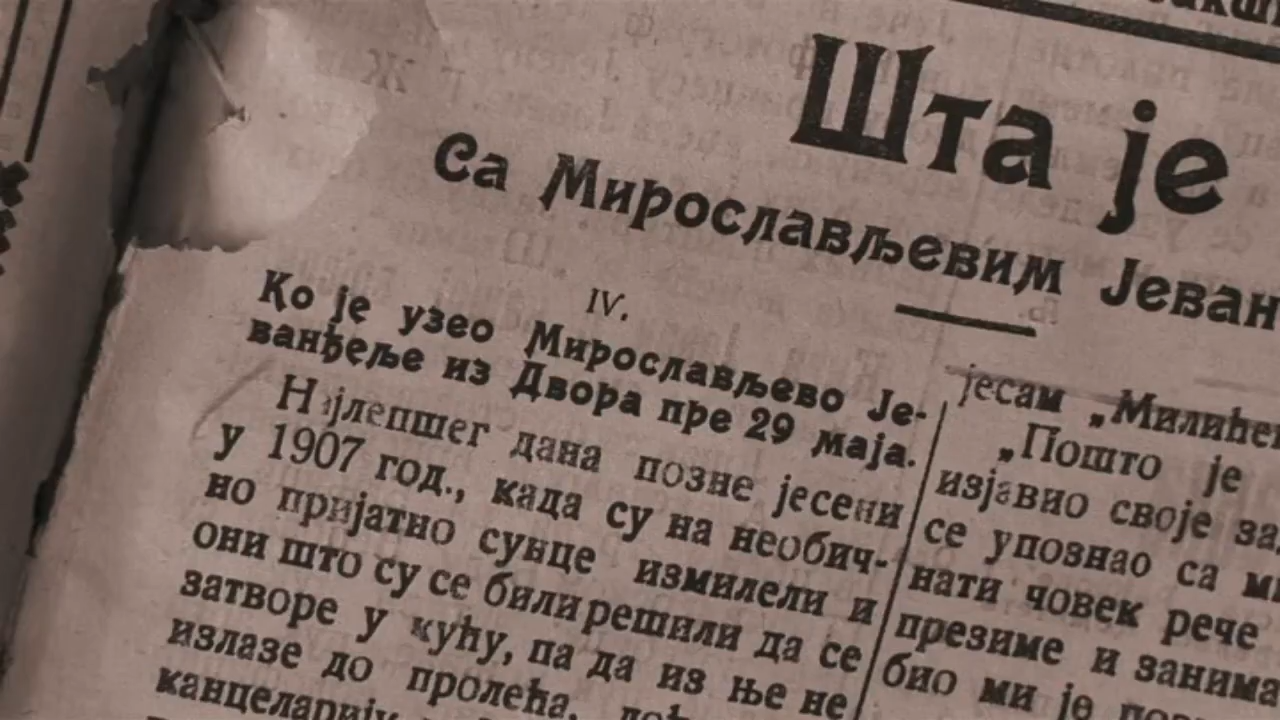 Шта је
Са Мирослављевим Јеван
IV.
Ко је узео Мирослављево Је-
ванђеље из Двора пре 29 маја.
Најлепшег дана позне јесени
у 1907 год., када су на необич-
но пријатно сунце измилели и
они што су се били решили да се
затворе у кућу, па да из ње не
излазе до пролећа,
канцеларију
јесам „Милићев
„Пошто је
изјавио своје за
се упознао са
нати човек рече
презиме и занима
био ми је